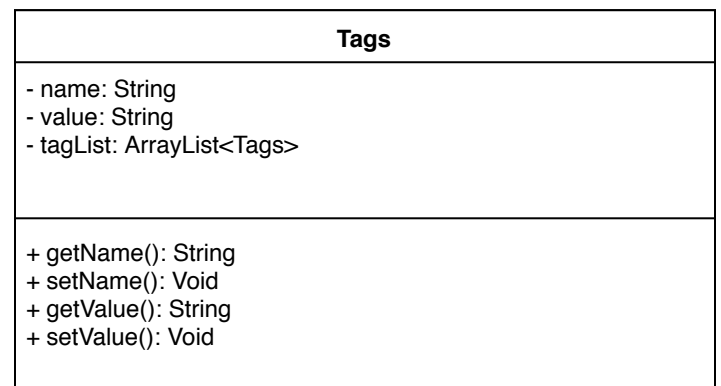 Tags
- name: String
- value: String
- tagList: ArrayList<Tags>
+ getName(): String
+ setName(): Void
+ getValue(): String
+ setValue(): Void